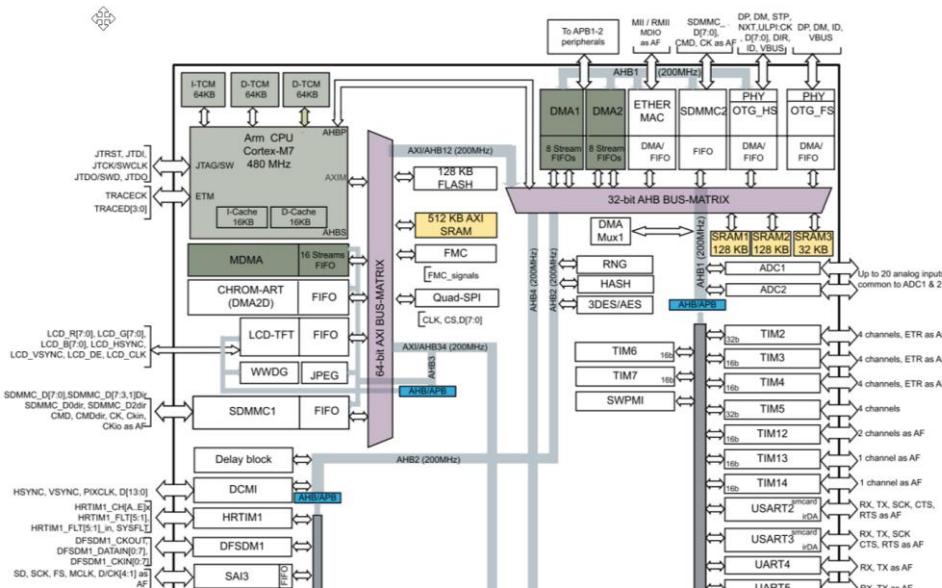 To APB1-2
peripherals
MII / RMII
MDIO
as AF
SDMMC_
D[7:0],
CMD, CK as AF
DP, DM, STP,
NXT,ULPI:CK
, D[7:0], DIR,
ID, VBUS
DP, DM, ID,
VBUS
AHB1 (200MHz)
I-TCM
64KB
D-TCM
64KB
D-TCM
64KB
DMA1
8 Stream
FIFOs
DMA2
8 Stream
FIFOs
ETHER
MAC
DMA/
FIFO
SDMMC2
FIFO
PHY
OTG_HS
DMA/
FIFO
PHY
OTG_FS
DMA/
FIFO
AHBP
Arm CPU
Cortex-M7
480 MHz
JTRST, JTDI,
JTCK/SWCLK
JTDO/SWD, JTDO
JTAG/SW
AXIM
TRACECK
TRACED[3:0]
ETM
I-Cache
16KB
D-Cache
16KB
AHBS
AXI/AHB12 (200MHz)
128 KB
FLASH
512 KB AXI
SRAM
FMC
FMC_signals
Quad-SPI
CLK, CS,D[7:0]
64-bit AXI BUS-MATRIX
32-bit AHB BUS-MATRIX
DMA
Mux1
RNG
HASH
3DES/AES
AHB4 (200MHz)
AHB2 (200MHz)
AHB1 (200MHz)
SRAM1
128 KB
SRAM2
128 KB
SRAM3
32 KB
ADC1
ADC2
Up to 20 analog inputs
common to ADC1 & 2
AHB/APB
MDMA
16 Streams
FIFO
CHROM-ART
(DMA2D)
FIFO
LCD_R[7:0], LCD_G[7:0],
LCD_B[7:0], LCD_HSYNC,
LCD_VSYNC, LCD_DE, LCD_CLK
LCD-TFT
FIFO
WWDG
JPEG
AXI/AHB34 (200MHz)
AHB3
AHB/APB
SDMMC_D[7:0],SDMMC_D[7:3,1]Dir
SDMMC_D0dir, SDMMC_D2dir
CMD, CMDdir, CK, Ckin,
CKio as AF
SDMMC1
FIFO
TIM6
16b
TIM7
16b
SWPMI
TIM2
32b
4 channels, ETR as A
TIM3
16b
4 channels, ETR as A
TIM4
16b
4 channels, ETR as A
TIM5
32b
4 channels
TIM12
16b
2 channels as AF
TIM13
16b
1 channel as AF
TIM14
16b
1 channel as AF
USART2
smcard
irDA
RX, TX, SCK, CTS,
RTS as AF
USART3
smcard
irDA
RX, TX, SCK
CTS, RTS as AF
UART4
RX, TX as AF
UART5
RX, TX as AF
Delay block
AHB2 (200MHz)
HSYNC, VSYNC, PIXCLK, D[13:0]
DCMI
AHB/APB
HRTIM1_CH[A..E]x
HRTIM1_FLT[5:1],
HRTIM1_FLT[5:1]_in, SYSFLT
HRTIM1
DFSDM_CKOUT,
DFSDM_DATAIN[0:7],
DFSDM_CKIN[0:7]
DFSDM1
SD, SCK, FS, MCLK, D/CK[4:1] as
AF
SAI3
FIFO